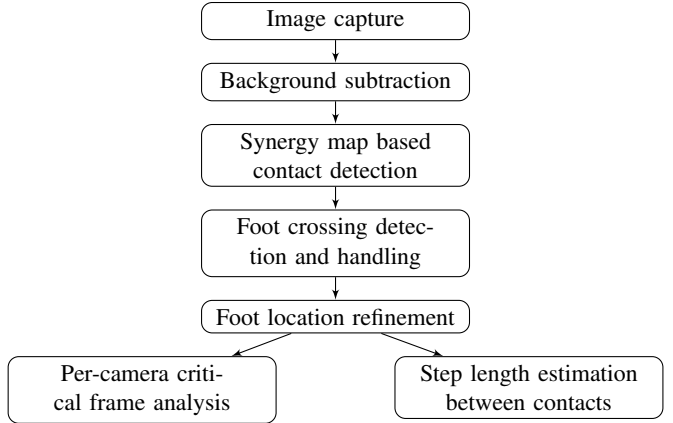 Image capture
Background subtraction
Synergy map based
contact detection
Foot crossing detec-
tion and handling
Foot location refinement
Per-camera criti-
cal frame analysis
Step length estimation
between contacts